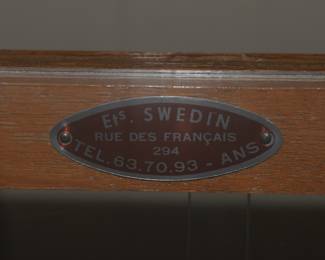 Ets. SWEDIN
RUE DES FRANÇAIS
294
TEL. 63.70.93 - ANS